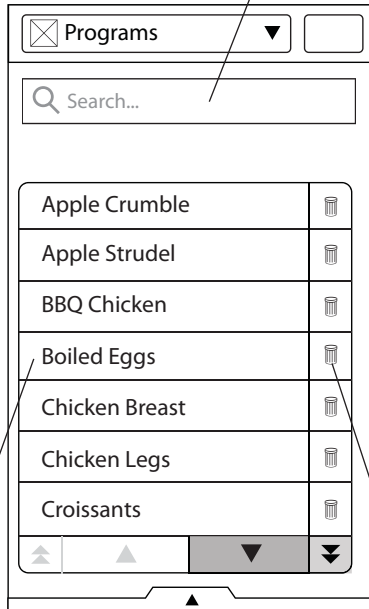 Programs
Search...
Apple Crumble
Apple Strudel
BBQ Chicken
Boiled Eggs
Chicken Breast
Chicken Legs
Croissants